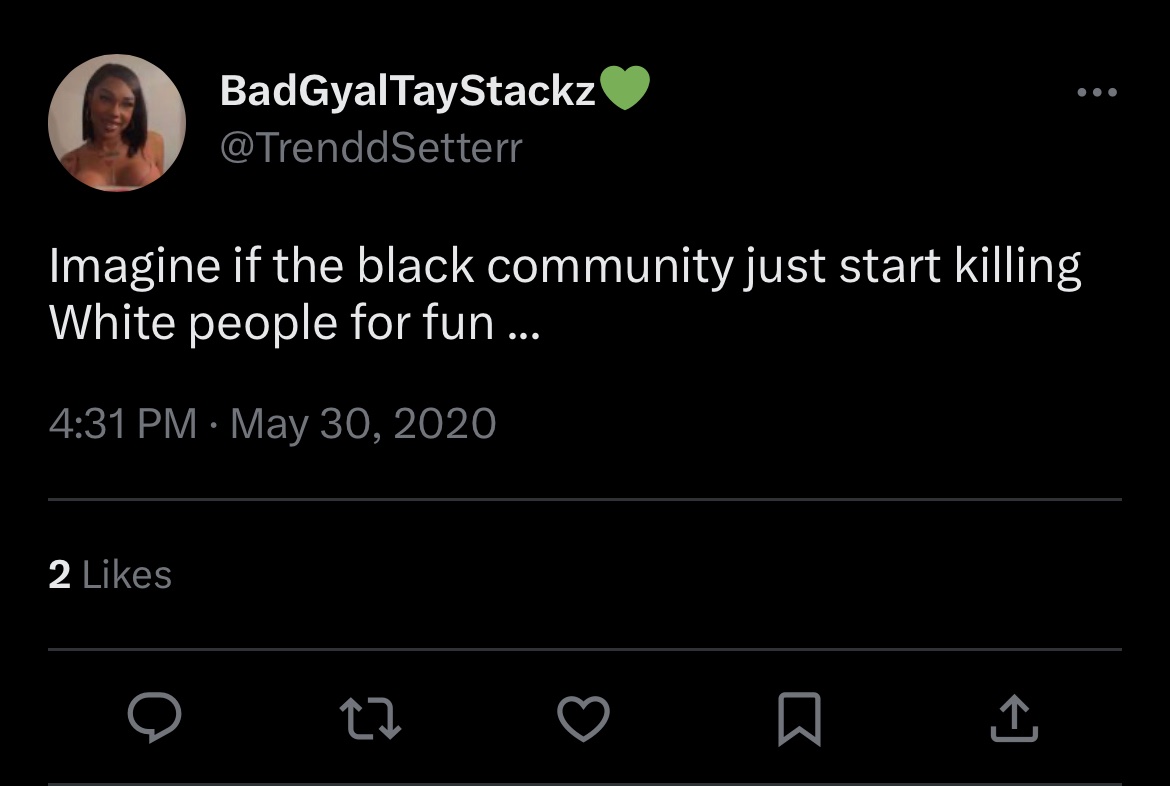 BadGyalTayStackz💚
@TrenddSetterr
Imagine if the black community just start killing
White people for fun ...
4:31 PM · May 30, 2020
2 Likes